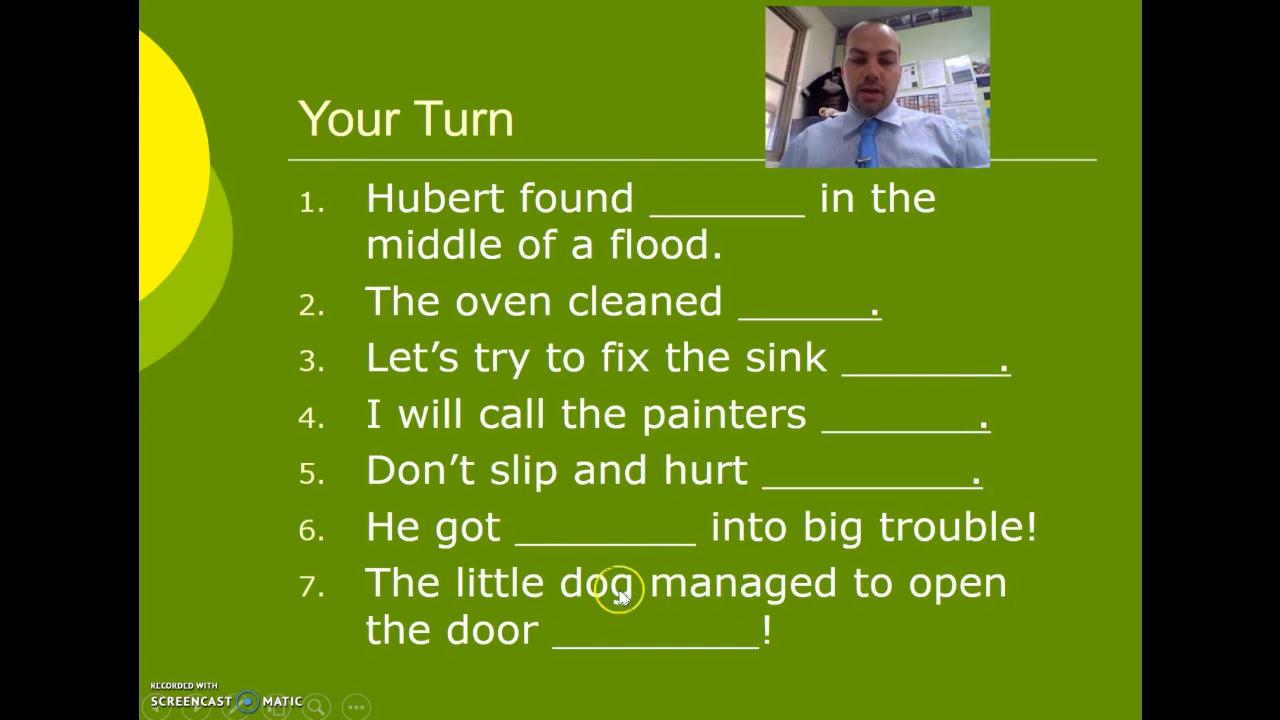 Your Turn
1. Hubert found _______ in the
middle of a flood.
2. The oven cleaned ______.
3. Let’s try to fix the sink _______.
4. I will call the painters _______.
5. Don’t slip and hurt _________.
6. He got ________ into big trouble!
7. The little dog managed to open
the door _________!
RECORDED WITH
SCREENCAST MATIC